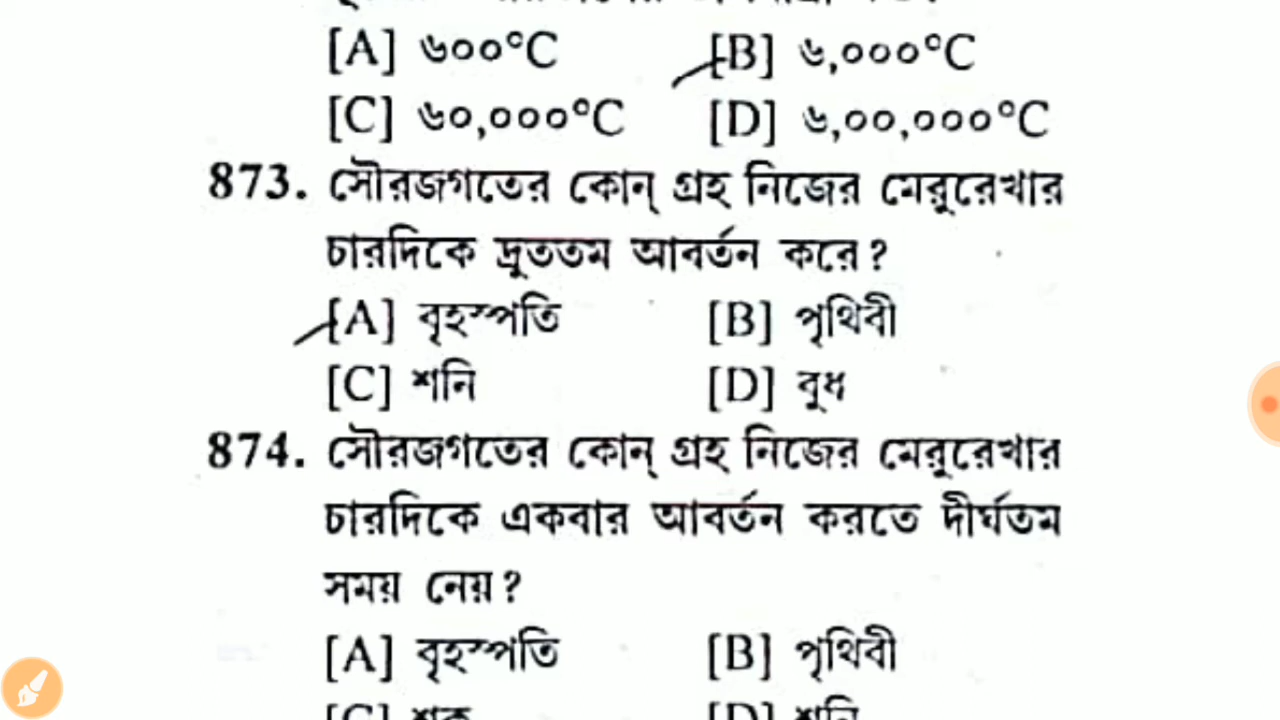 [A] ৬০০°C [B] ৬,০০০°C
[C] ৬০,০০০°C [D] ৬,০০,০০০°C
873. সৌরজগতের কোন্ গ্রহ নিজের মেরুরেখার
চারদিকে দ্রুততম আবর্তন করে?
[A] বৃহস্পতি [B] পৃথিবী
[C] শনি [D] বুধ
874. সৌরজগতের কোন্ গ্রহ নিজের মেরুরেখার
চারদিকে একবার আবর্তন করতে দীর্ঘতম
সময় নেয়?
[A] বৃহস্পতি [B] পৃথিবী
[C] [D] শনি